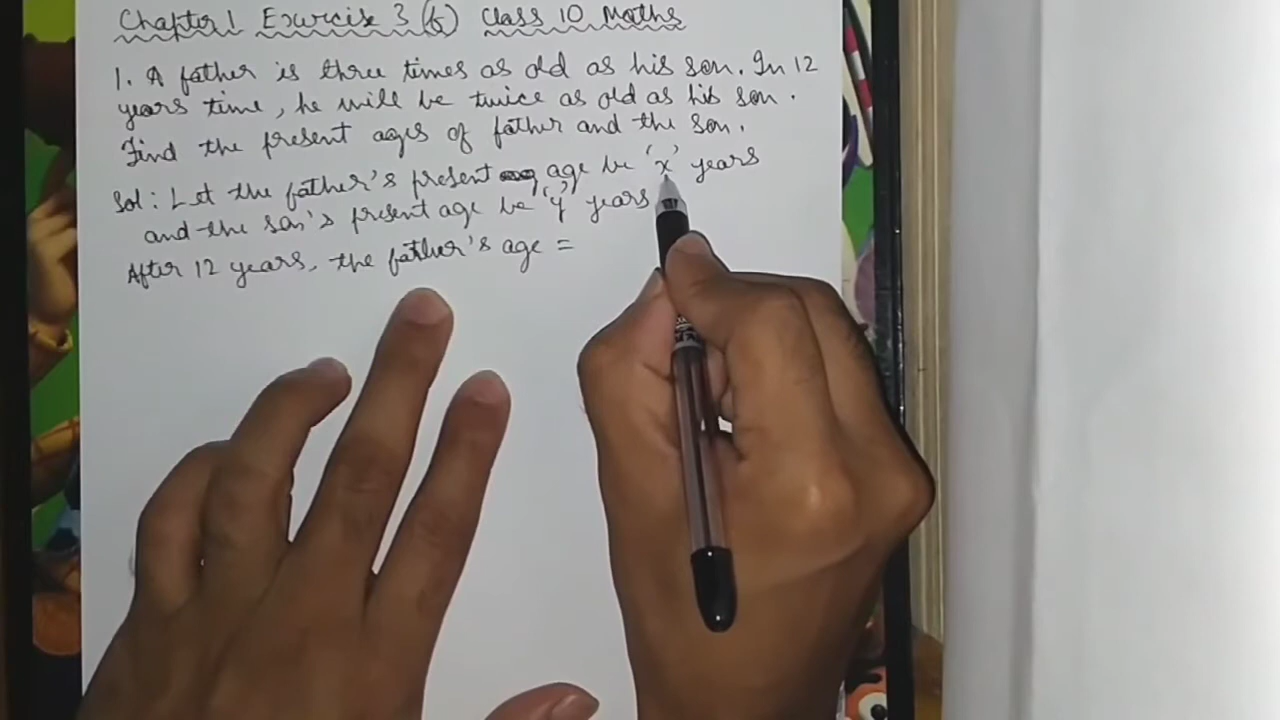 Chapter 1 Exercise 3 (f) Class 10 Maths
1. A father is three times as old as his son. In 12
years time, he will be twice as old as his son.
Find the present ages of father and the son.
Sol: Let the father's present age be 'x' years
and the son's present age be 'y' years
After 12 years, the father's age =